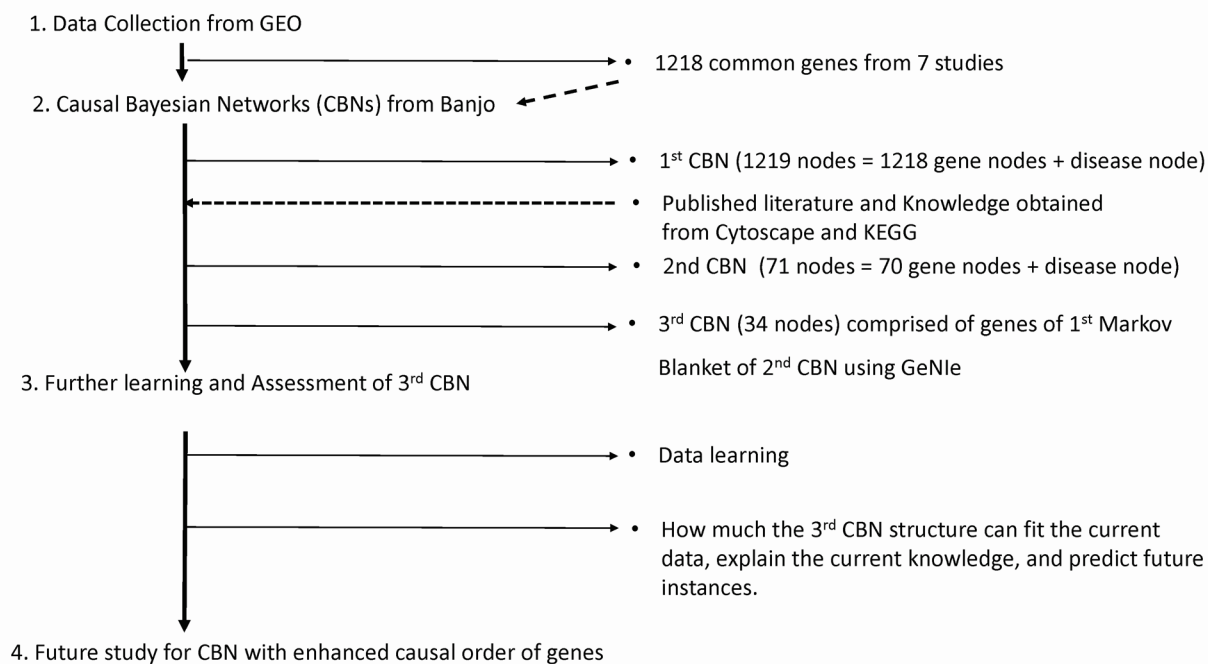 1. Data Collection from GEO
• 1218 common genes from 7 studies
2. Causal Bayesian Networks (CBNs) from Banjo
• 1st CBN (1219 nodes = 1218 gene nodes + disease node)
• Published literature and Knowledge obtained
from Cytoscape and KEGG
• 2nd CBN (71 nodes = 70 gene nodes + disease node)
• 3rd CBN (34 nodes) comprised of genes of 1st Markov
Blanket of 2nd CBN using GeNIe
3. Further learning and Assessment of 3rd CBN
• Data learning
• How much the 3rd CBN structure can fit the current
data, explain the current knowledge, and predict future
instances.
4. Future study for CBN with enhanced causal order of genes